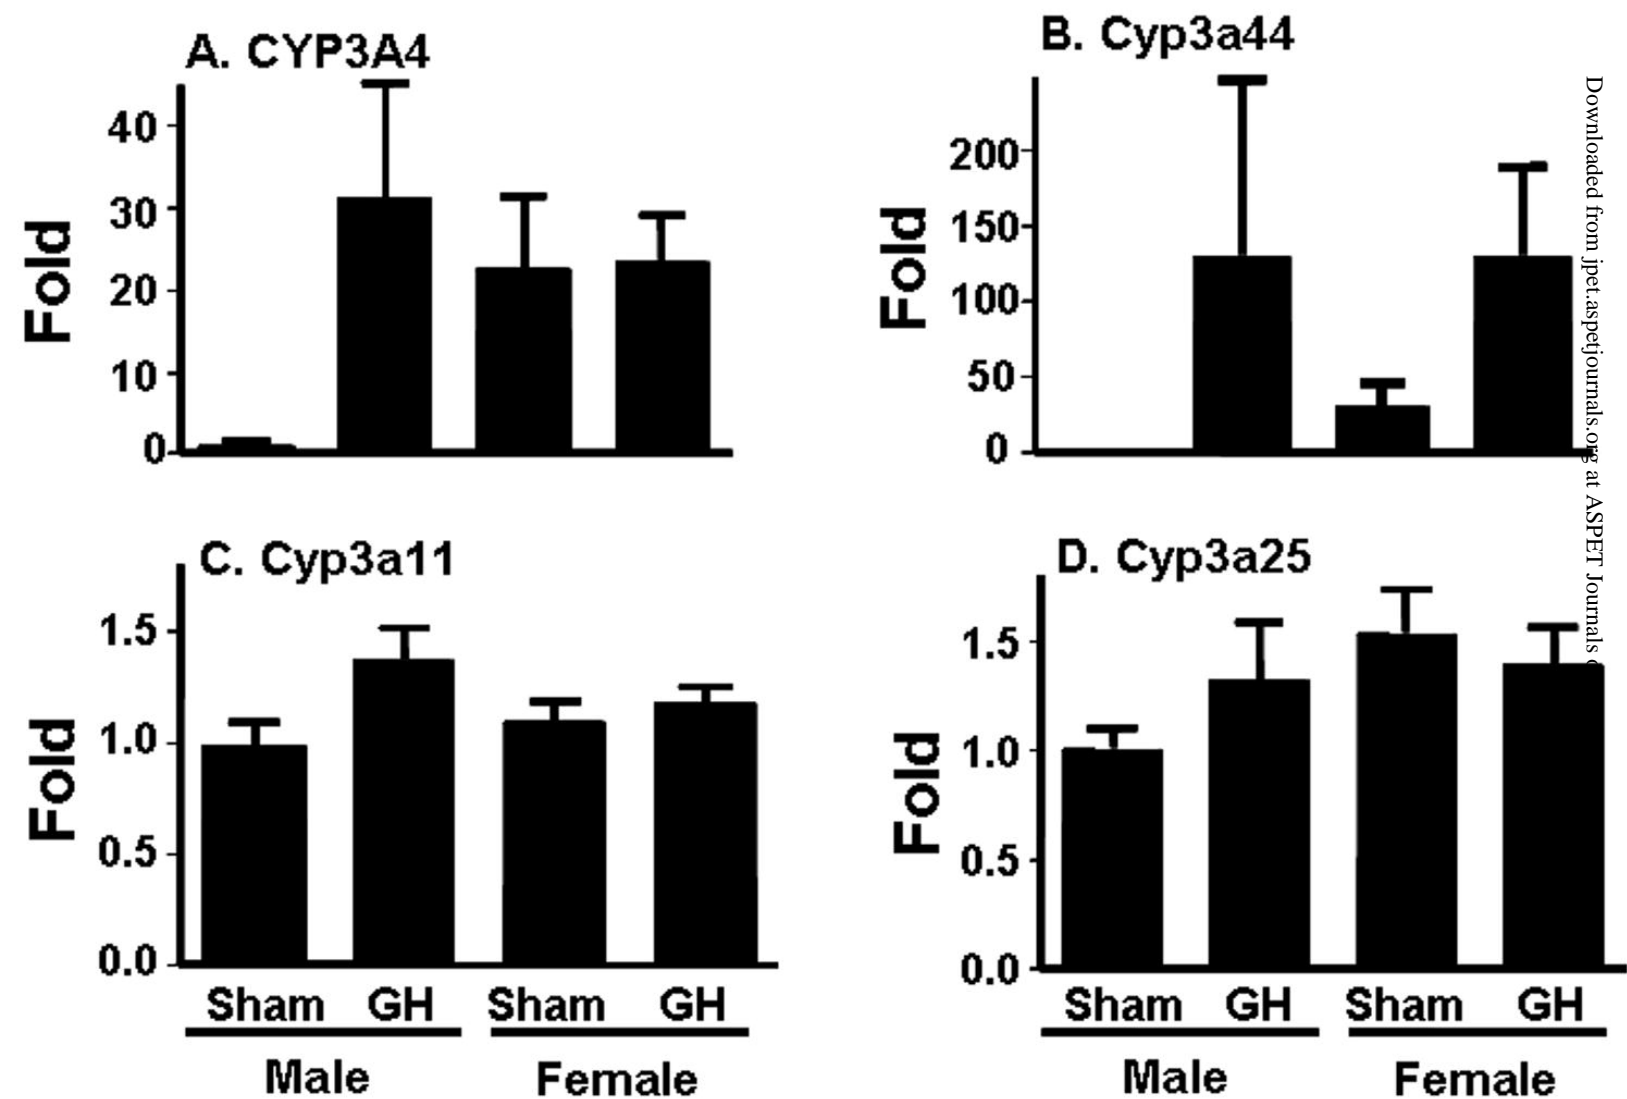 A. CYP3A4
40
30
20
10
0
Fold
B. Cyp3a44
200
150
100
50
0
Fold
C. Cyp3a11
1.5
1.0
0.5
0.0
Fold
Sham GH Sham GH
Male Female
D. Cyp3a25
1.5
1.0
0.5
0.0
Fold
Sham GH Sham GH
Male Female
Downloaded from jpet.aspetjournals.org at ASPET Journals